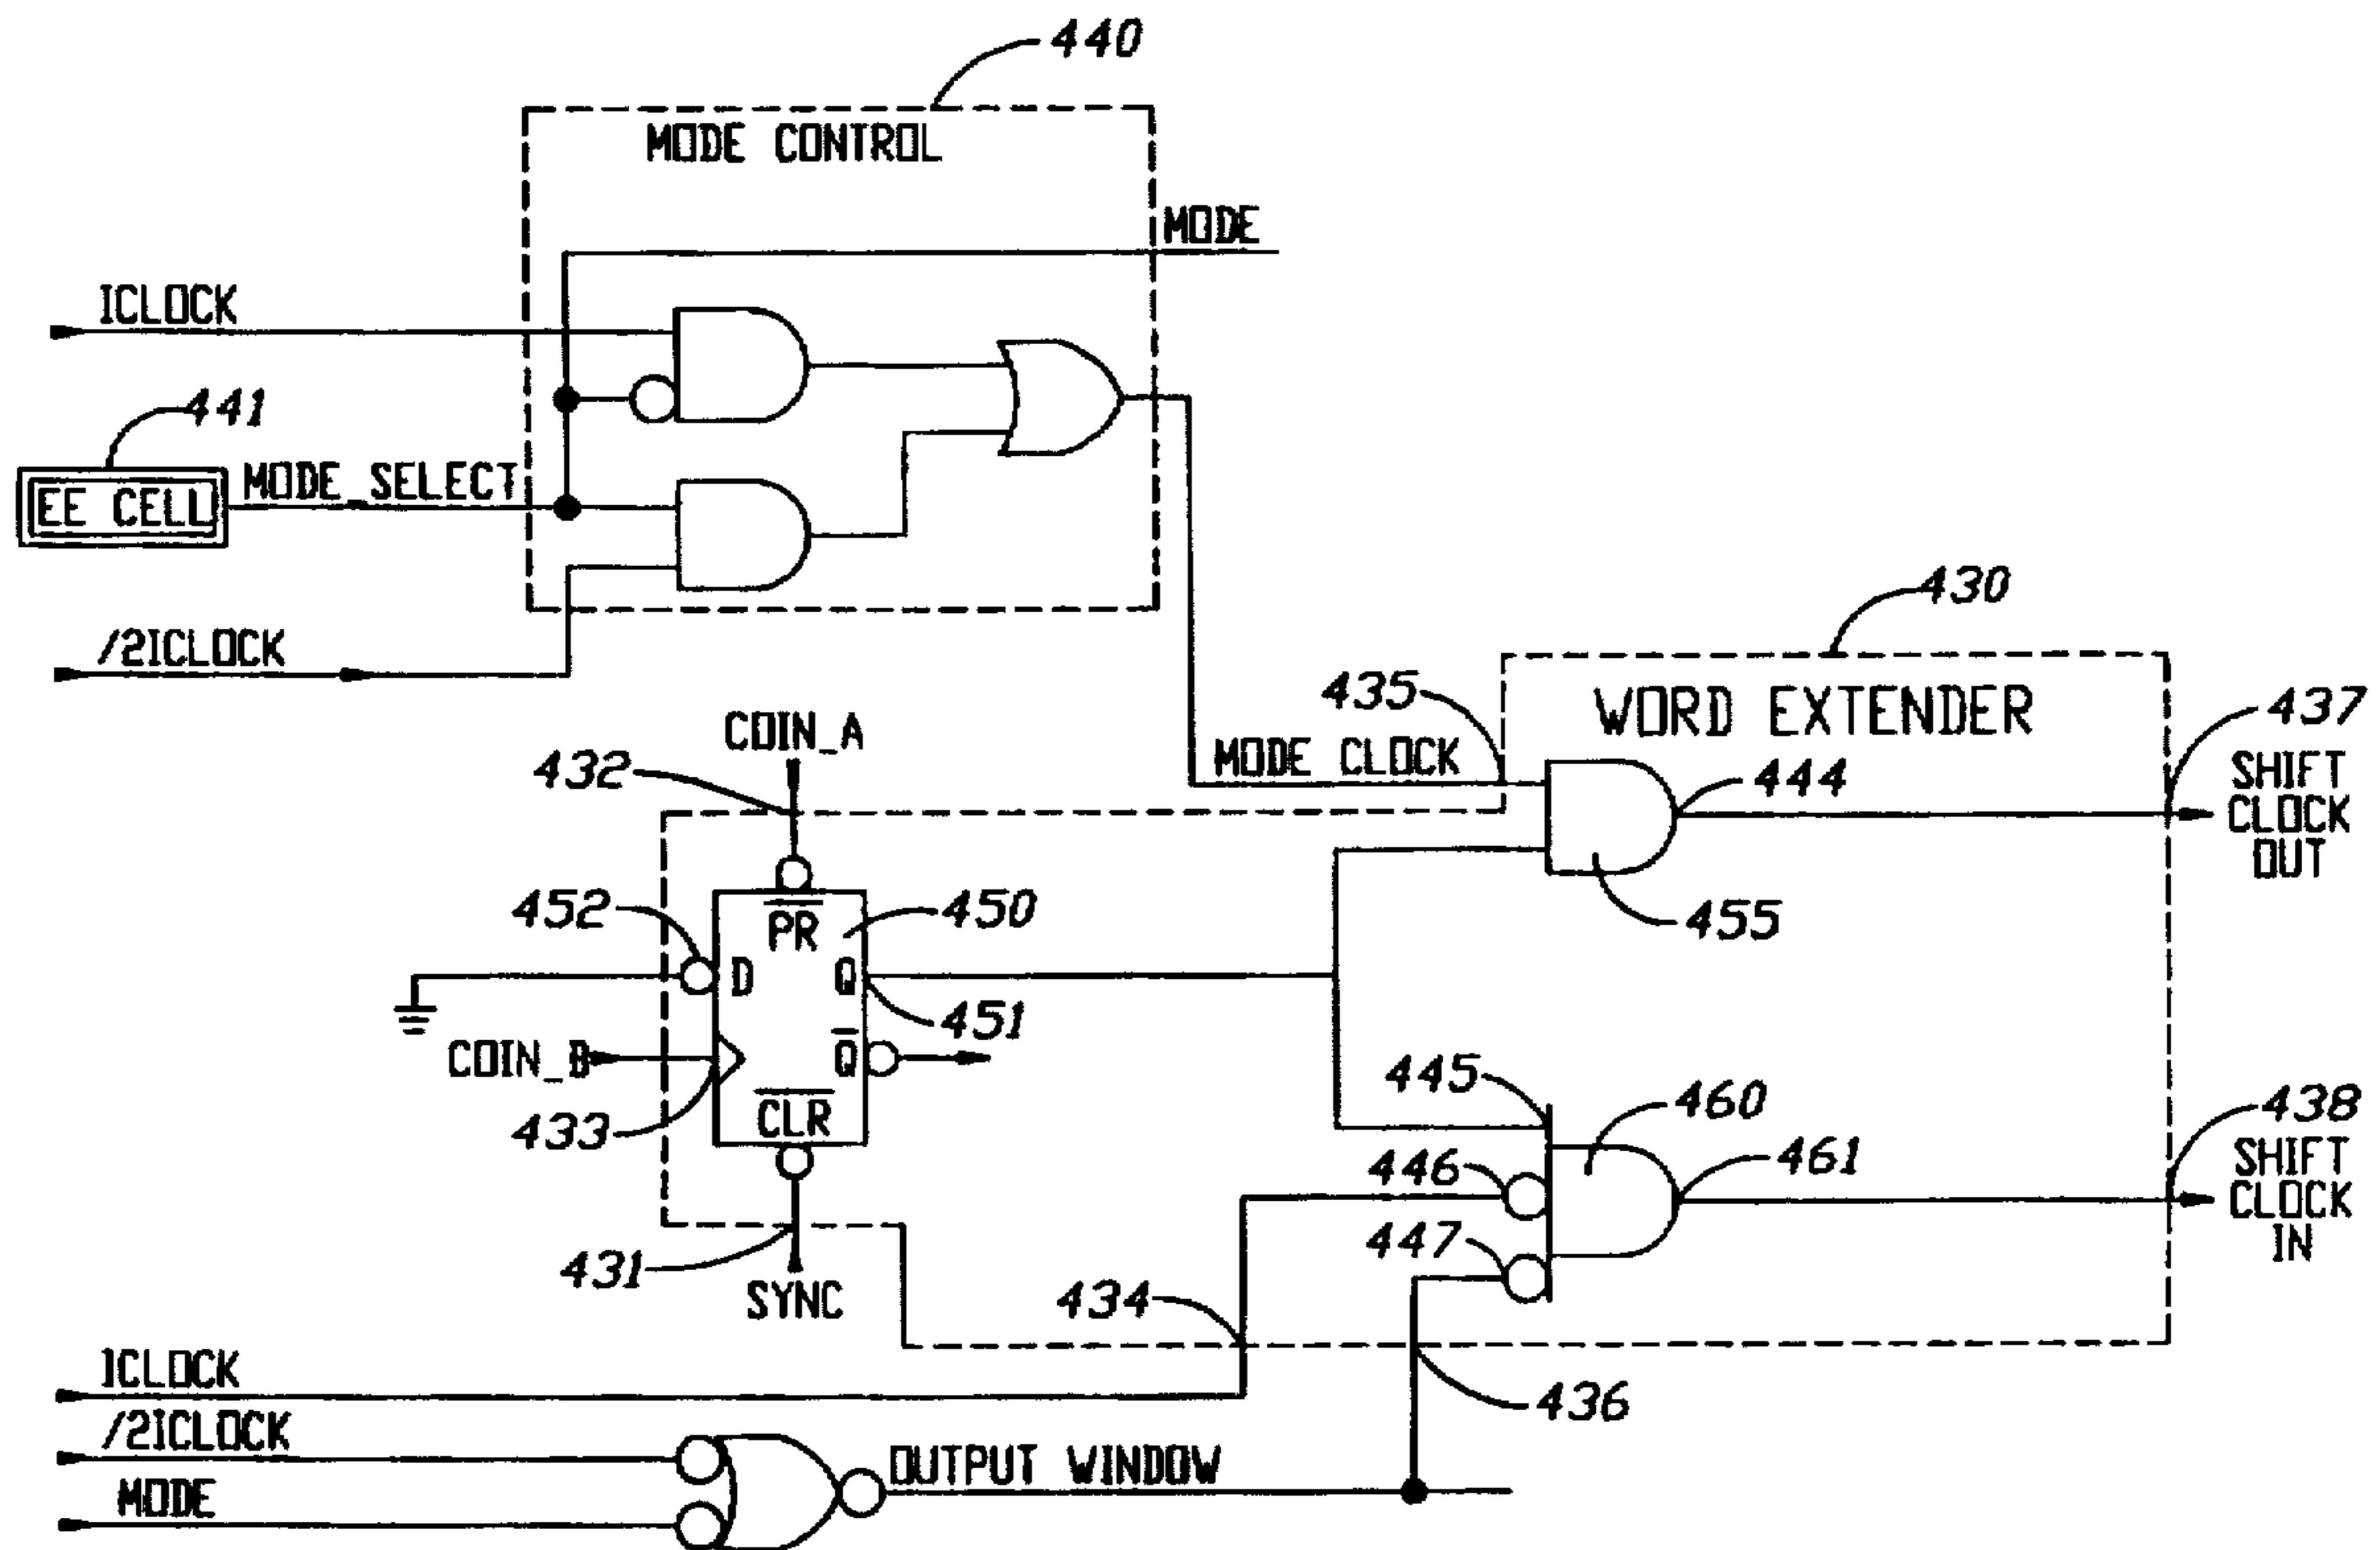 440
MODE CONTROL
MODE
ICLOCK
441
EE CELL
MODE_SELECT
/2ICLOCK
430
435
WORD EXTENDER
437
COIN_A
432
MODE CLOCK
444
SHIFT
CLOCK
OUT
455
452
PR
450
D
Q
451
COIN_B
Q
433
CLR
445
460
438
446
461
SHIFT
CLOCK
IN
447
431
SYNC
434
ICLOCK
436
/2ICLOCK
OUTPUT WINDOW
MODE